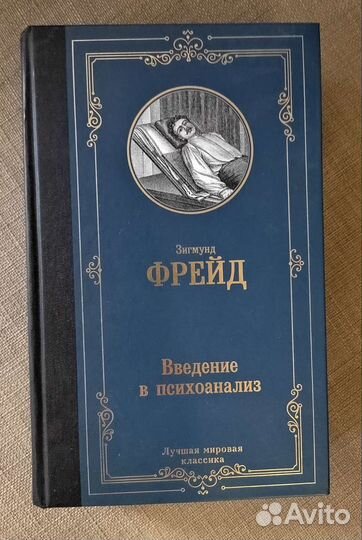 Зигмунд
ФРЕЙД
Введение
в психоанализ
Лучшая мировая
классика
Avito